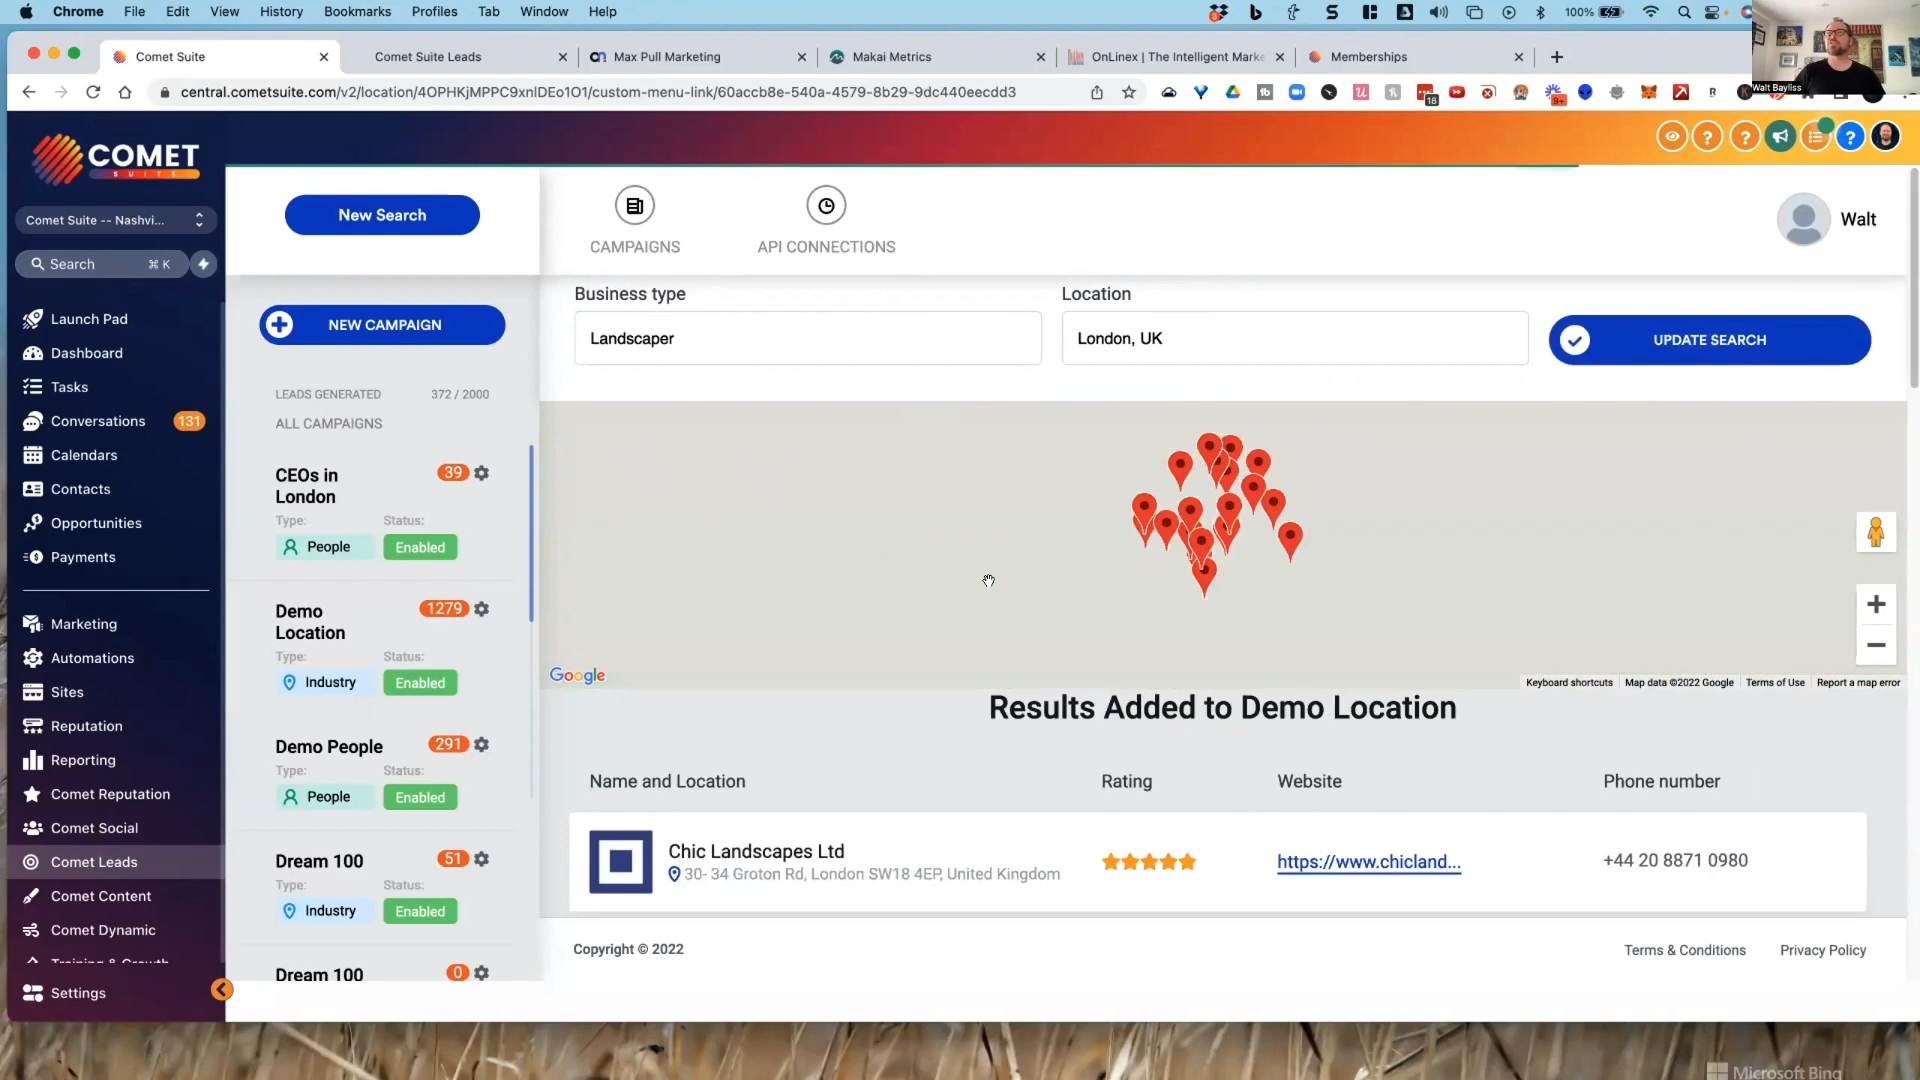 Chrome File Edit View History Bookmarks Profiles Tab Window Help
100%
Comet Suite
Comet Suite Leads
Max Pull Marketing
Makai Metrics
OnLinex | The Intelligent Marke
Memberships
central.cometsuite.com/v2/location/4OPHKjMPPC9xnlDEo1O1/custom-menu-link/60accb8e-540a-4579-8b29-9dc440eecdd3
18
9+
Walt Bayliss
COMET
SUITE
Comet Suite -- Nashvi...
Search ⌘ K
Launch Pad
Dashboard
Tasks
Conversations 131
Calendars
Contacts
Opportunities
Payments
Marketing
Automations
Sites
Reputation
Reporting
Comet Reputation
Comet Social
Comet Leads
Comet Content
Comet Dynamic
Training & Growth
Settings
New Search
NEW CAMPAIGN
LEADS GENERATED 372 / 2000
ALL CAMPAIGNS
CEOs in London 39
Type: Status:
People Enabled
Demo Location 1279
Type: Status:
Industry Enabled
Demo People 291
Type: Status:
People Enabled
Dream 100 51
Type: Status:
Industry Enabled
Dream 100 0
CAMPAIGNS
API CONNECTIONS
Walt
Business type
Landscaper
Location
London, UK
UPDATE SEARCH
Google
Keyboard shortcuts Map data ©2022 Google Terms of Use Report a map error
Results Added to Demo Location
Name and Location Rating Website Phone number
Chic Landscapes Ltd
30- 34 Groton Rd, London SW18 4EP, United Kingdom
https://www.chicland...
+44 20 8871 0980
Copyright © 2022
Terms & Conditions Privacy Policy
Microsoft Bing